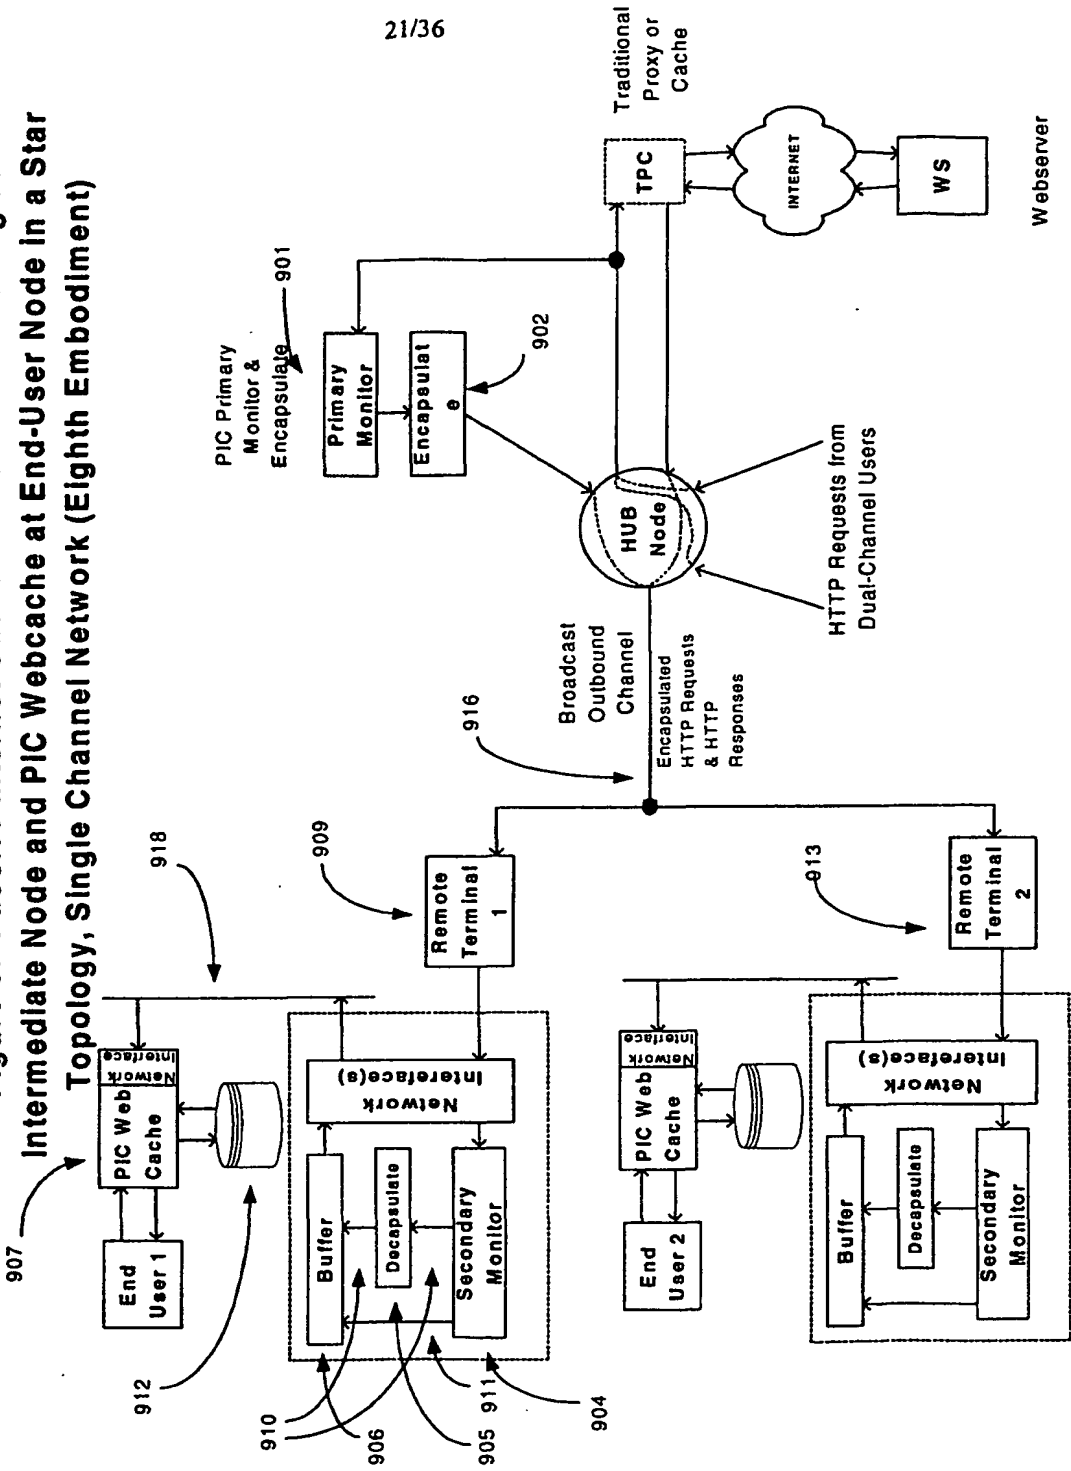 21/36
Intermediate Node and PIC Webcache at End-User Node in a Star
Topology, Single Channel Network (Eighth Embodiment)
907
918
912
910
906
905
911
904
909
916
913
901
902
PIC Web
Cache
Network
Interface
End
User 1
Buffer
Decapsulate
Secondary
Monitor
Network
Intereface(s)
Remote
Terminal
1
PIC Web
Cache
Network
Interface
End
User 2
Buffer
Decapsulate
Secondary
Monitor
Network
Intereface(s)
Remote
Terminal
2
Broadcast
Outbound
Channel
Encapsulated
HTTP Requests
& HTTP
Responses
HUB
Node
HTTP Requests from
Dual-Channel Users
PIC Primary
Monitor &
Encapsulate
Primary
Monitor
Encapsulat
e
Traditional
Proxy or
Cache
TPC
INTERNET
WS
Webserver